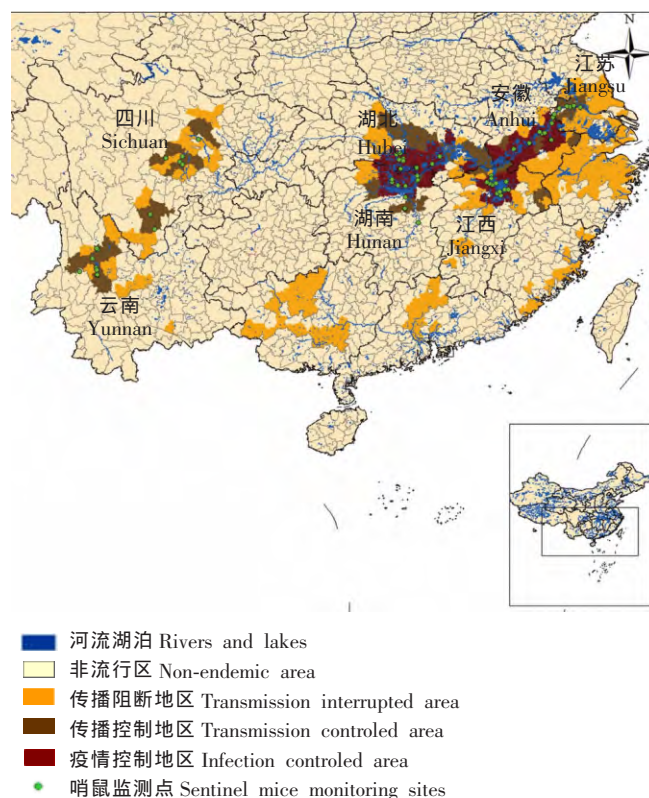 N
江苏
Jiangsu
安徽
Anhui
四川
Sichuan
湖北
Hubei
湖南
Hunan
江西
Jiangxi
云南
Yunnan
河流湖泊 Rivers and lakes
非流行区 Non-endemic area
传播阻断地区 Transmission interrupted area
传播控制地区 Transmission controled area
疫情控制地区 Infection controled area
哨鼠监测点 Sentinel mice monitoring sites